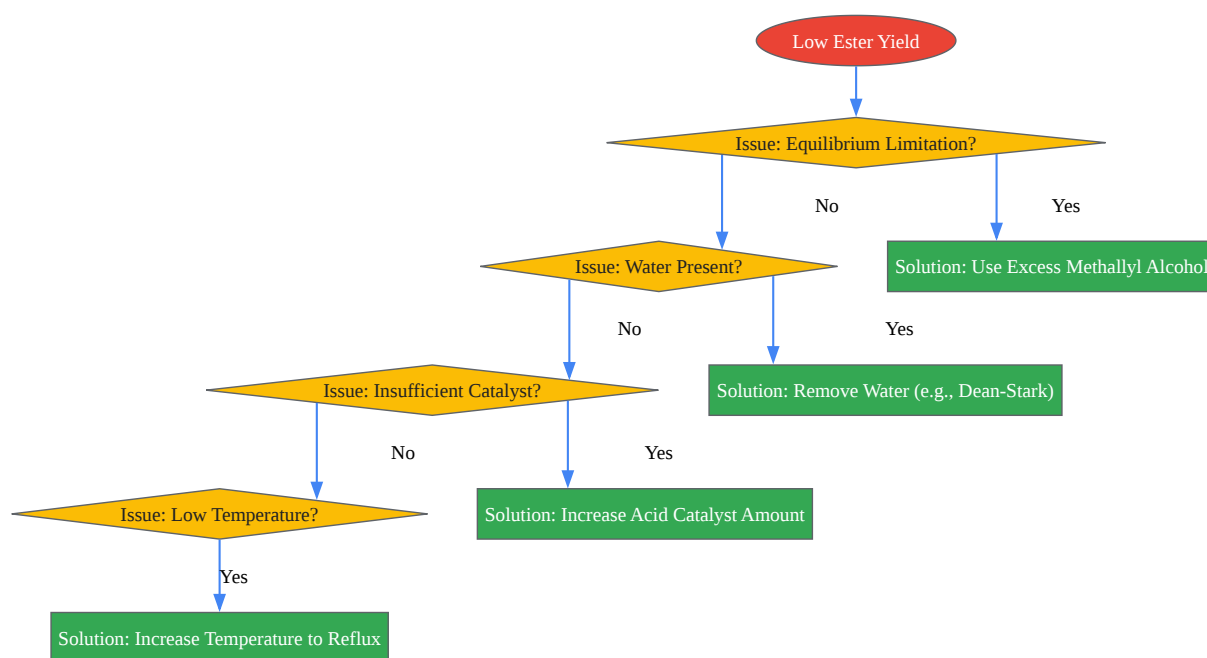 Low Ester Yield
Issue: Equilibrium Limitation?
No
Yes
Issue: Water Present?
Solution: Use Excess Methallyl Alcohol
No
Yes
Issue: Insufficient Catalyst?
Solution: Remove Water (e.g., Dean-Stark)
No
Yes
Issue: Low Temperature?
Solution: Increase Acid Catalyst Amount
Yes
Solution: Increase Temperature to Reflux